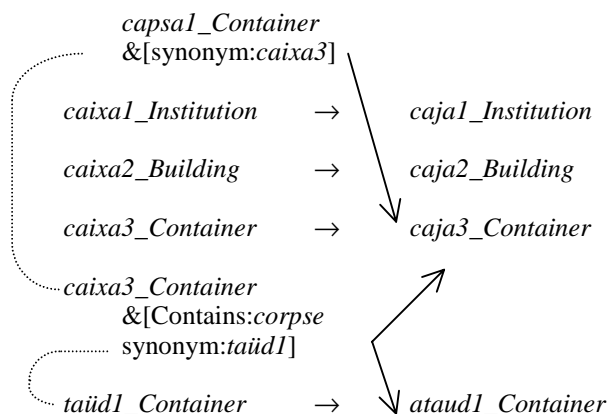 capsa1_Container
&[synonym:caixa3]
caixa1_Institution → caja1_Institution
caixa2_Building → caja2_Building
caixa3_Container → caja3_Container
caixa3_Container
&[Contains:corpse
synonym:taüd1]
taüd1_Container → ataud1_Container